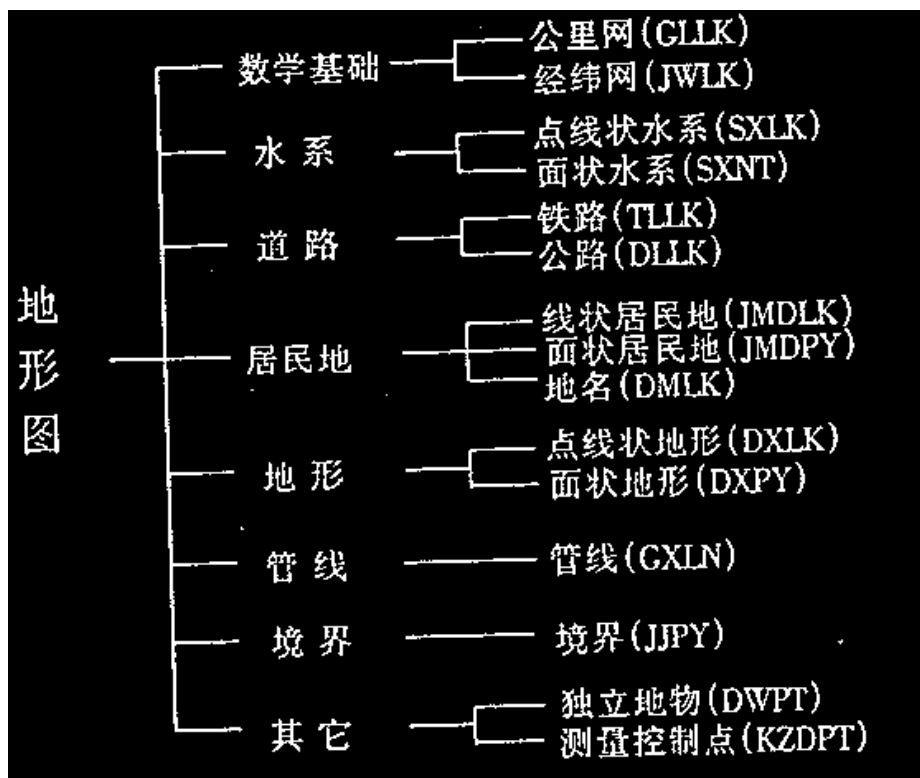 地形图
数学基础
公里网(GLLK)
经纬网(JWLK)
水系
点线状水系(SXLK)
面状水系(SXNT)
道路
铁路(TLLK)
公路(DLLK)
居民地
线状居民地(JMDLK)
面状居民地(JMDPY)
地名(DMLK)
地形
点线状地形(DXLK)
面状地形(DXPY)
管线
管线(GXLN)
境界
境界(JJPY)
其它
独立地物(DWPT)
测量控制点(KZDPT)